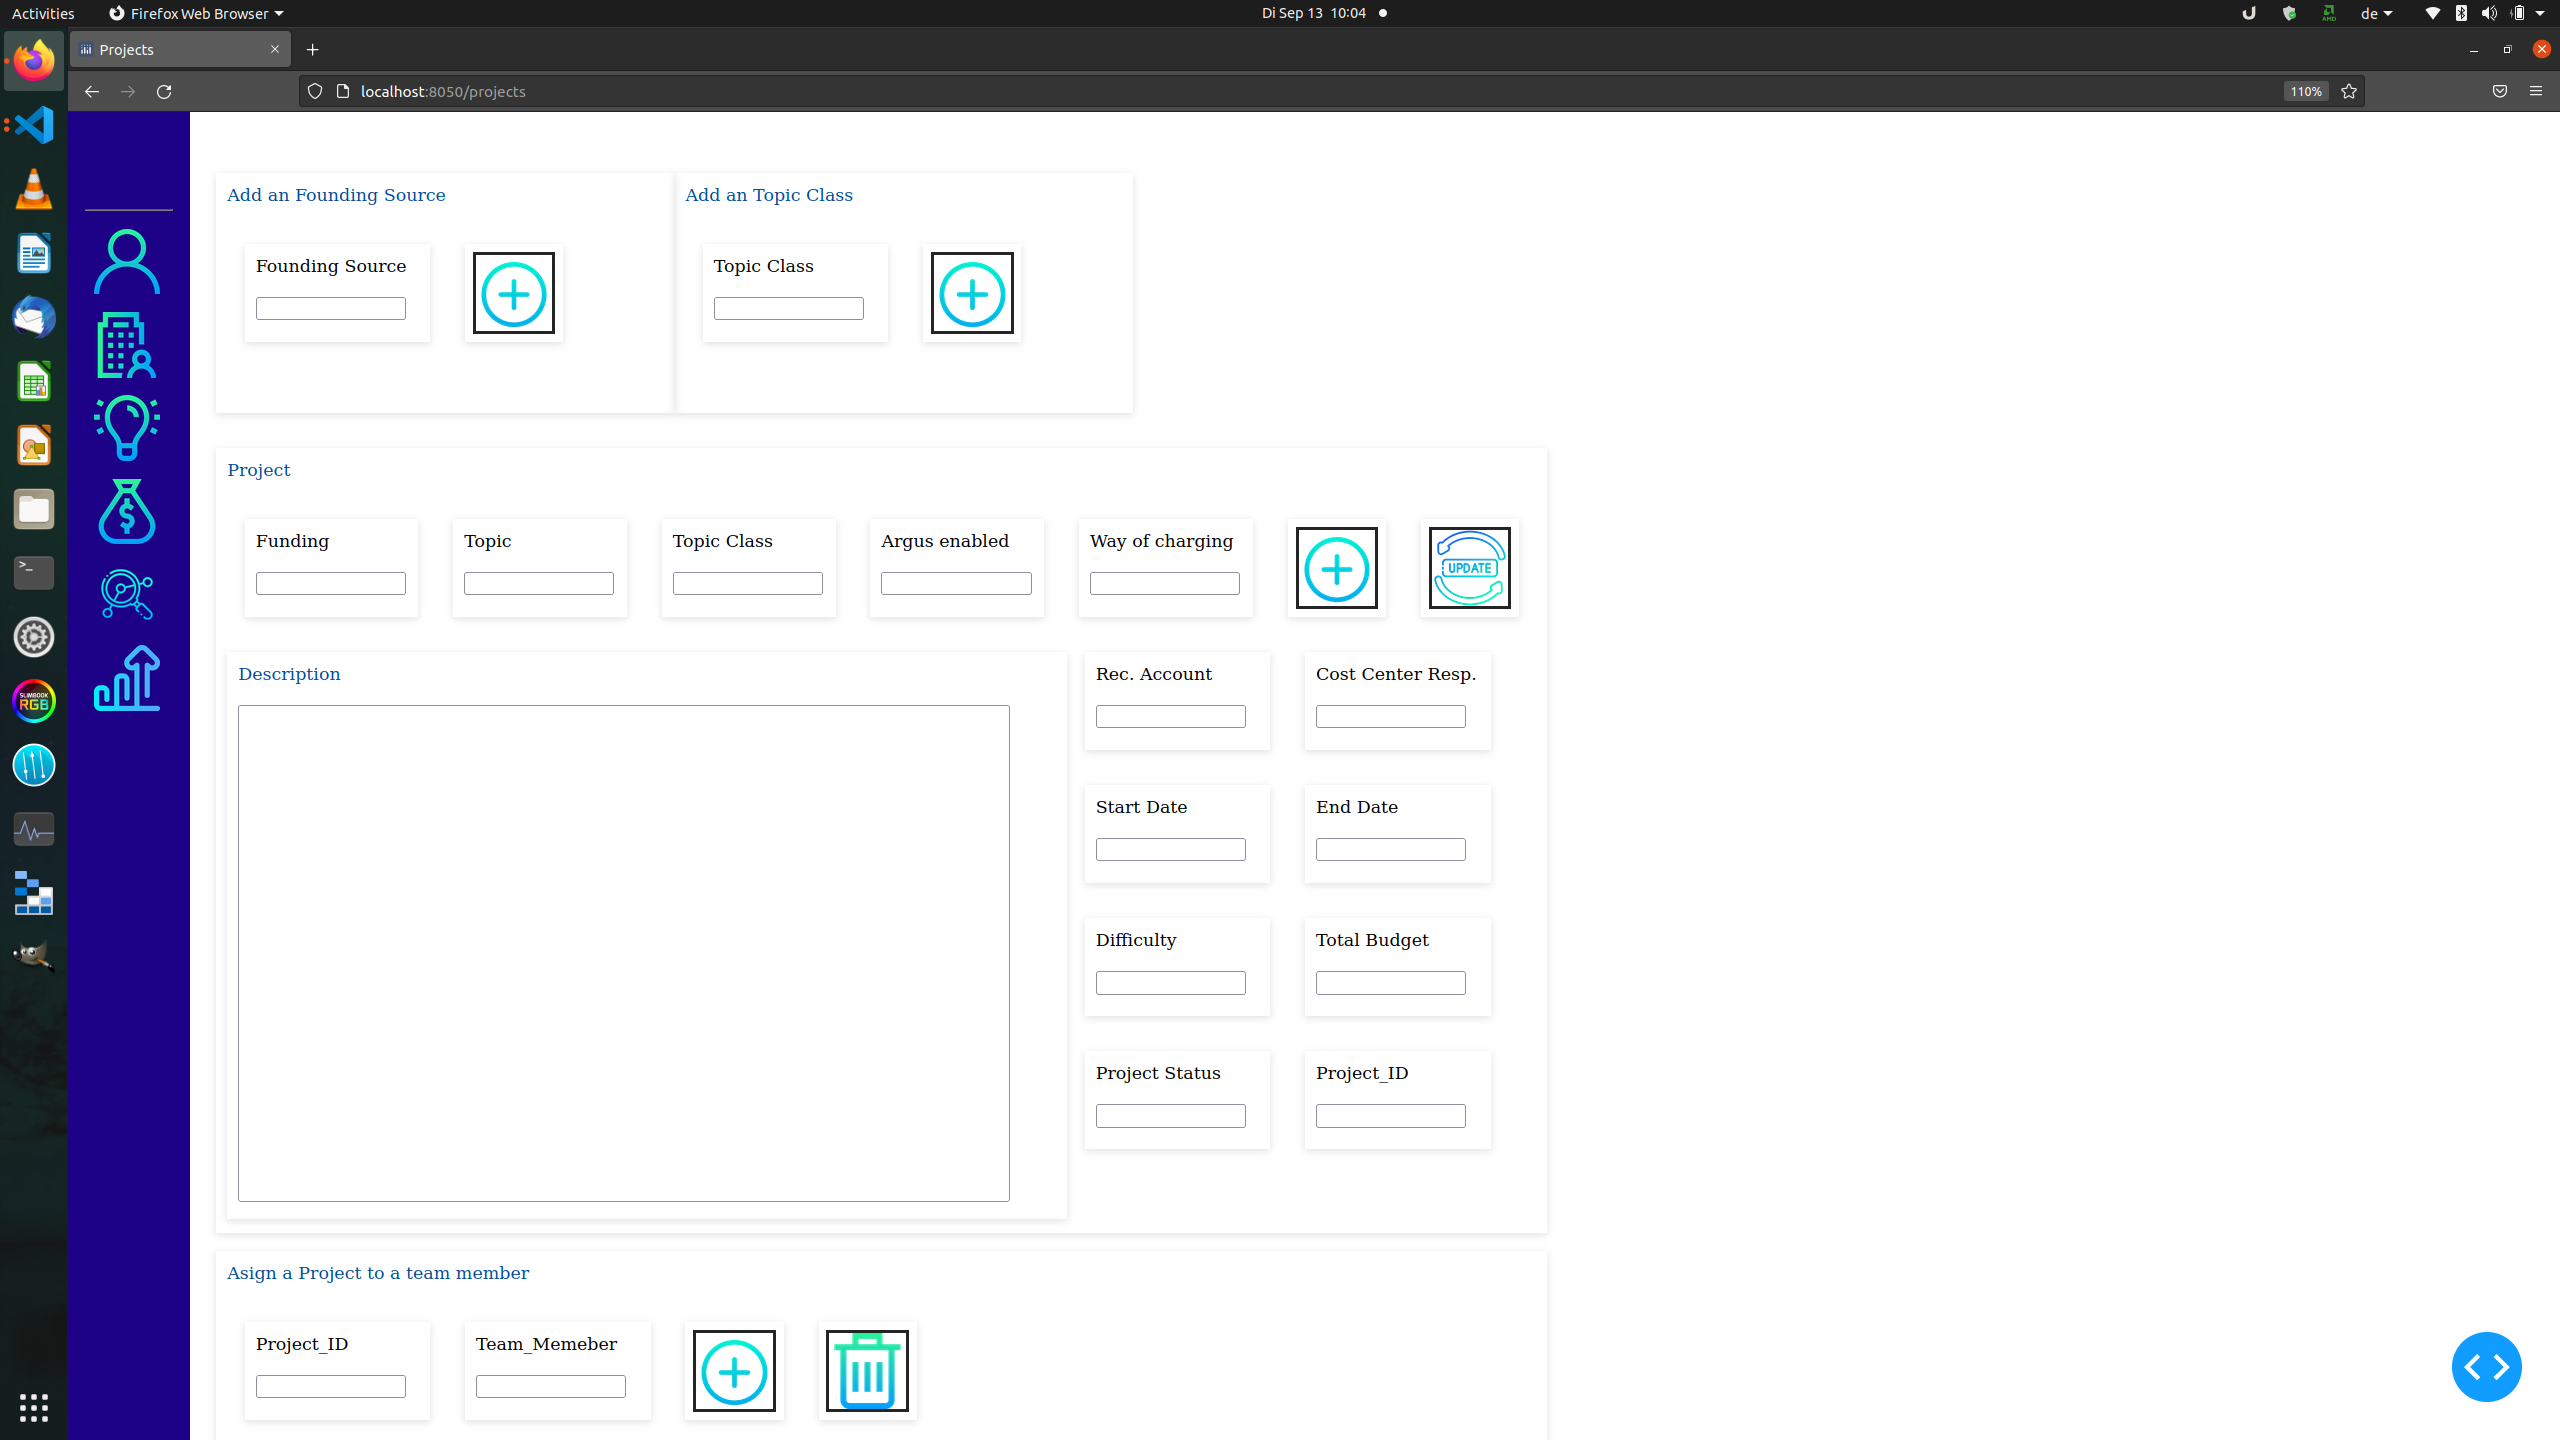 Activities Firefox Web Browser Di Sep 13 10:04 de
Projects
localhost:8050/projects 110%
Add an Founding Source Add an Topic Class
Founding Source Topic Class
Project
Funding Topic Topic Class Argus enabled Way of charging
UPDATE
Description Rec. Account Cost Center Resp.
Start Date End Date
Difficulty Total Budget
Project Status Project_ID
Asign a Project to a team member
Project_ID Team_Memeber
SLIMBOOK
RGB
AMD